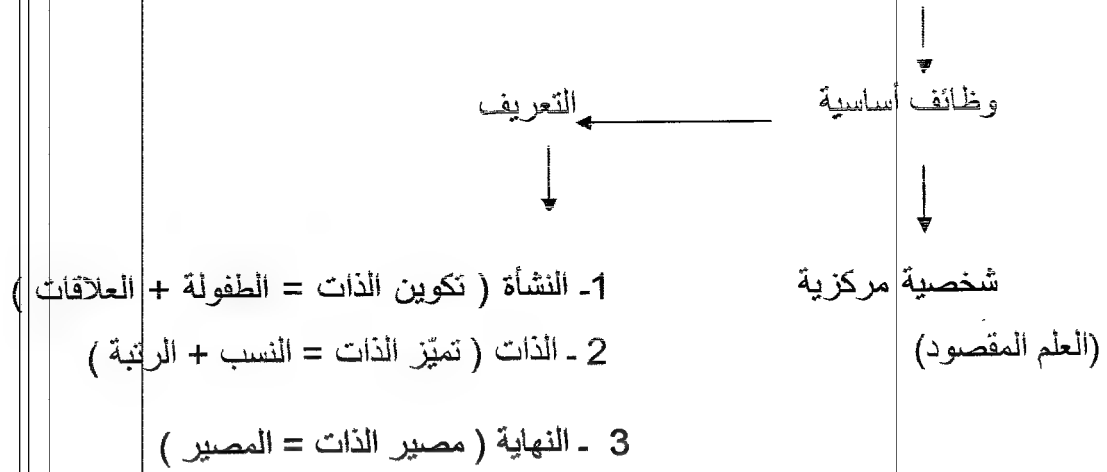 وظائف أساسية
التعريف
شخصية مركزية
(العلم المقصود)
1- النشأة ( تكوين الذات = الطفولة + العلاقات )
2 - الذات ( تميّز الذات = النسب + الرتبة )
3 - النهاية ( مصير الذات = المصير )